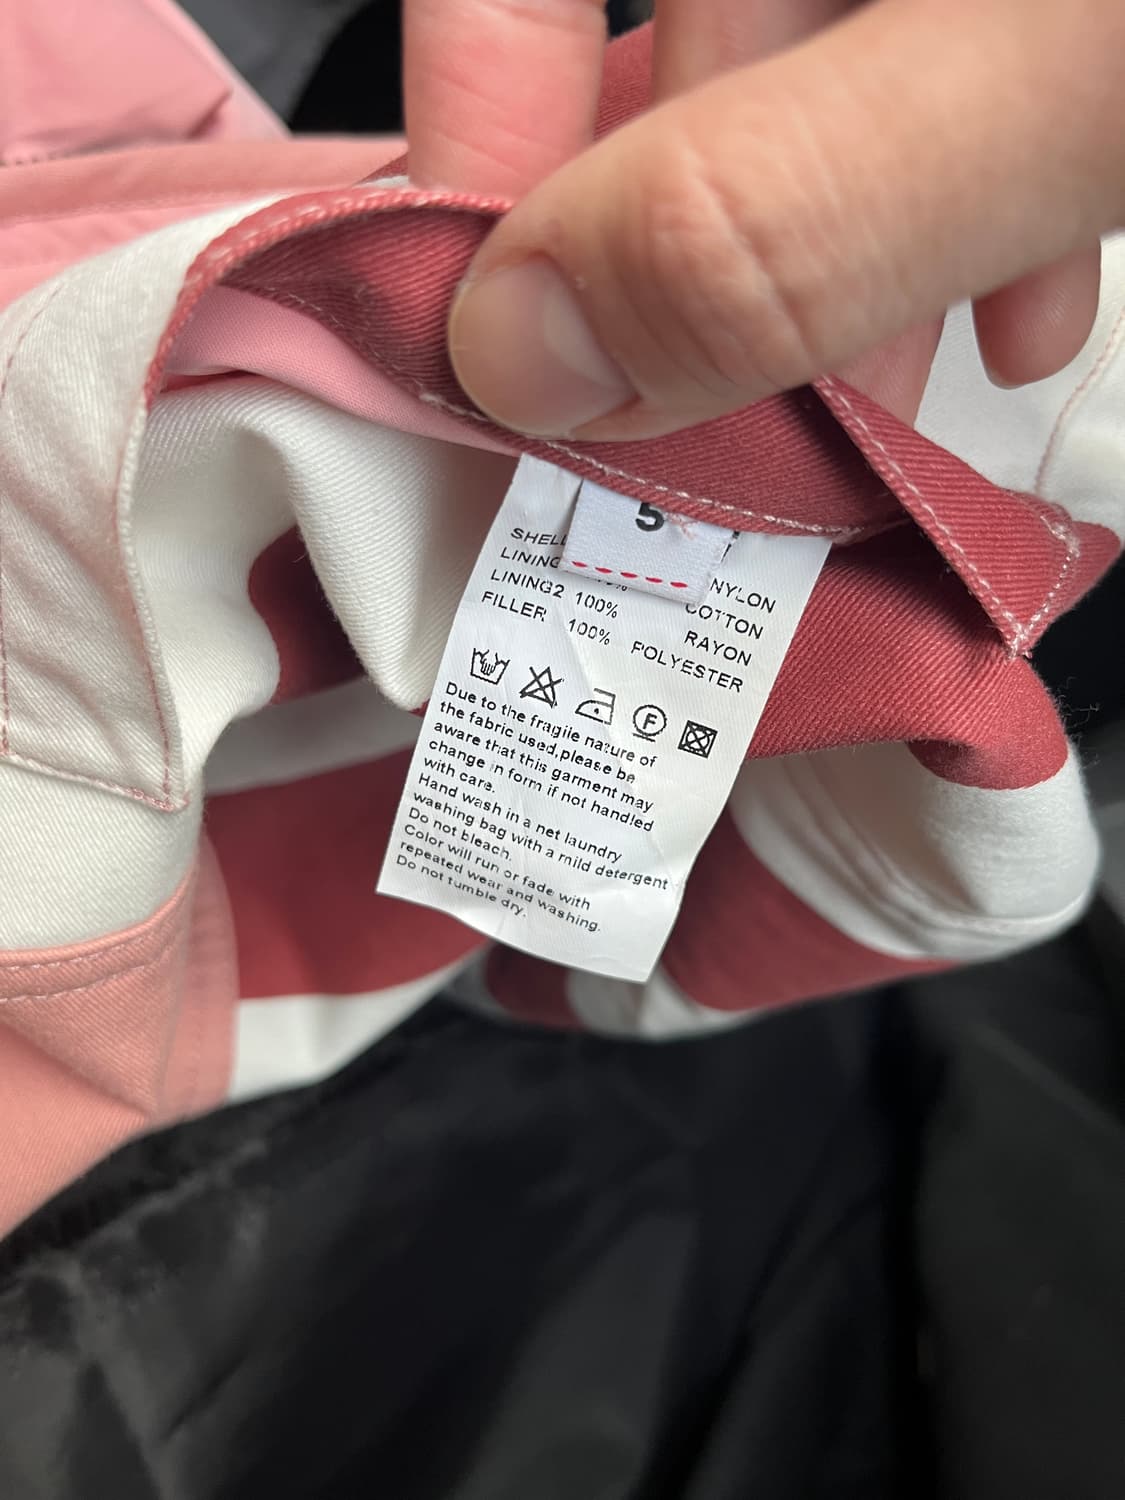 5
SHELL NYLON
LINING COTTON
LINING2 100% RAYON
FILLER 100% POLYESTER
F
Due to the fragile nature of
the fabric used,please be
aware that this garment may
change in form if not handled
with care.
Hand wash in a net laundry
washing bag with a mild detergent
Do not bleach.
Color will run or fade with
repeated wear and washing.
Do not tumble dry.